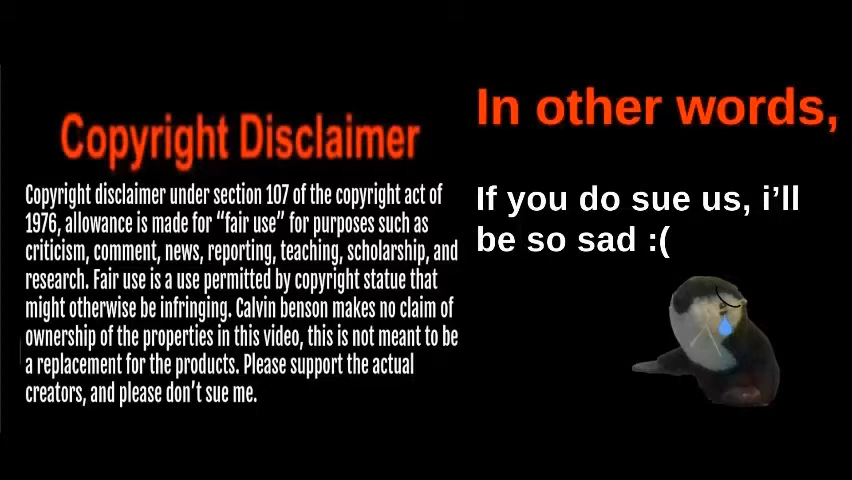 Copyright Disclaimer
Copyright disclaimer under section 107 of the copyright act of
1976, allowance is made for “fair use” for purposes such as
criticism, comment, news, reporting, teaching, scholarship, and
research. Fair use is a use permitted by copyright statue that
might otherwise be infringing. Calvin benson makes no claim of
ownership of the properties in this video, this is not meant to be
a replacement for the products. Please support the actual
creators, and please don’t sue me.
In other words,
If you do sue us, i’ll
be so sad :(